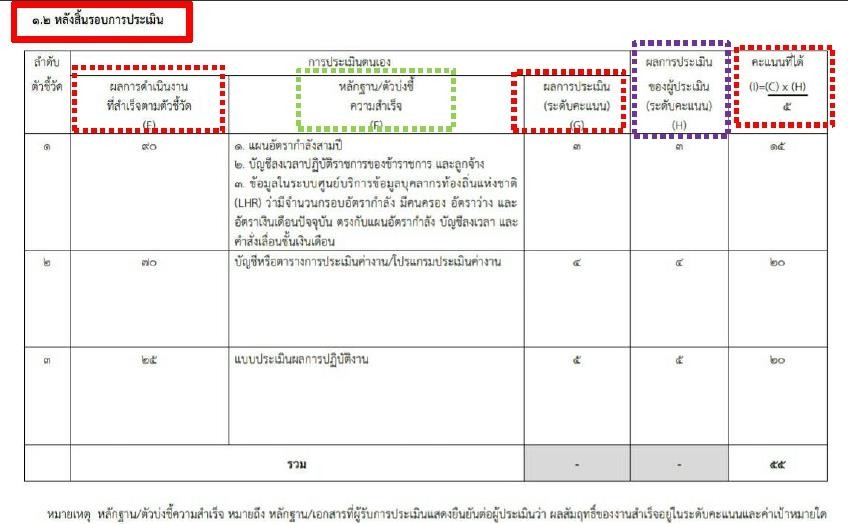 ๑.๒ หลังสิ้นรอบการประเมิน
ลำดับ
ตัวชี้วัด
การประเมินตนเอง
ผลการประเมิน
ของผู้ประเมิน
(ระดับคะแนน)
(H)
คะแนนที่ได้
(I)=(C) x (H)
๕
ผลการดำเนินงาน
ที่สำเร็จตามตัวชี้วัด
(E)
หลักฐาน/ตัวบ่งชี้
ความสำเร็จ
(F)
ผลการประเมิน
(ระดับคะแนน)
(G)
๑ ๙๐ ๑. แผนอัตรากำลังสามปี ๓ ๓ ๑๕
๒. บัญชีลงเวลาปฏิบัติราชการของข้าราชการ และลูกจ้าง
๓. ข้อมูลในระบบศูนย์บริการข้อมูลบุคลากรท้องถิ่นแห่งชาติ
(LHR) ว่ามีจำนวนกรอบอัตรากำลัง มีคนครอง อัตราว่าง และ
อัตราเงินเดือนปัจจุบัน ตรงกับแผนอัตรากำลัง บัญชีลงเวลา และ
คำสั่งเลื่อนขั้นเงินเดือน
๒ ๗๐ บัญชีหรือตารางการประเมินค่างาน/โปรแกรมประเมินค่างาน ๔ ๔ ๒๐
๓ ๒๕ แบบประเมินผลการปฏิบัติงาน ๕ ๕ ๒๐
รวม - - ๕๕
หมายเหตุ หลักฐาน/ตัวบ่งชี้ความสำเร็จ หมายถึง หลักฐาน/เอกสารที่ผู้รับการประเมินแสดงยืนยันต่อผู้ประเมินว่า ผลสัมฤทธิ์ของงานสำเร็จอยู่ในระดับคะแนนและค่าเป้าหมายใด